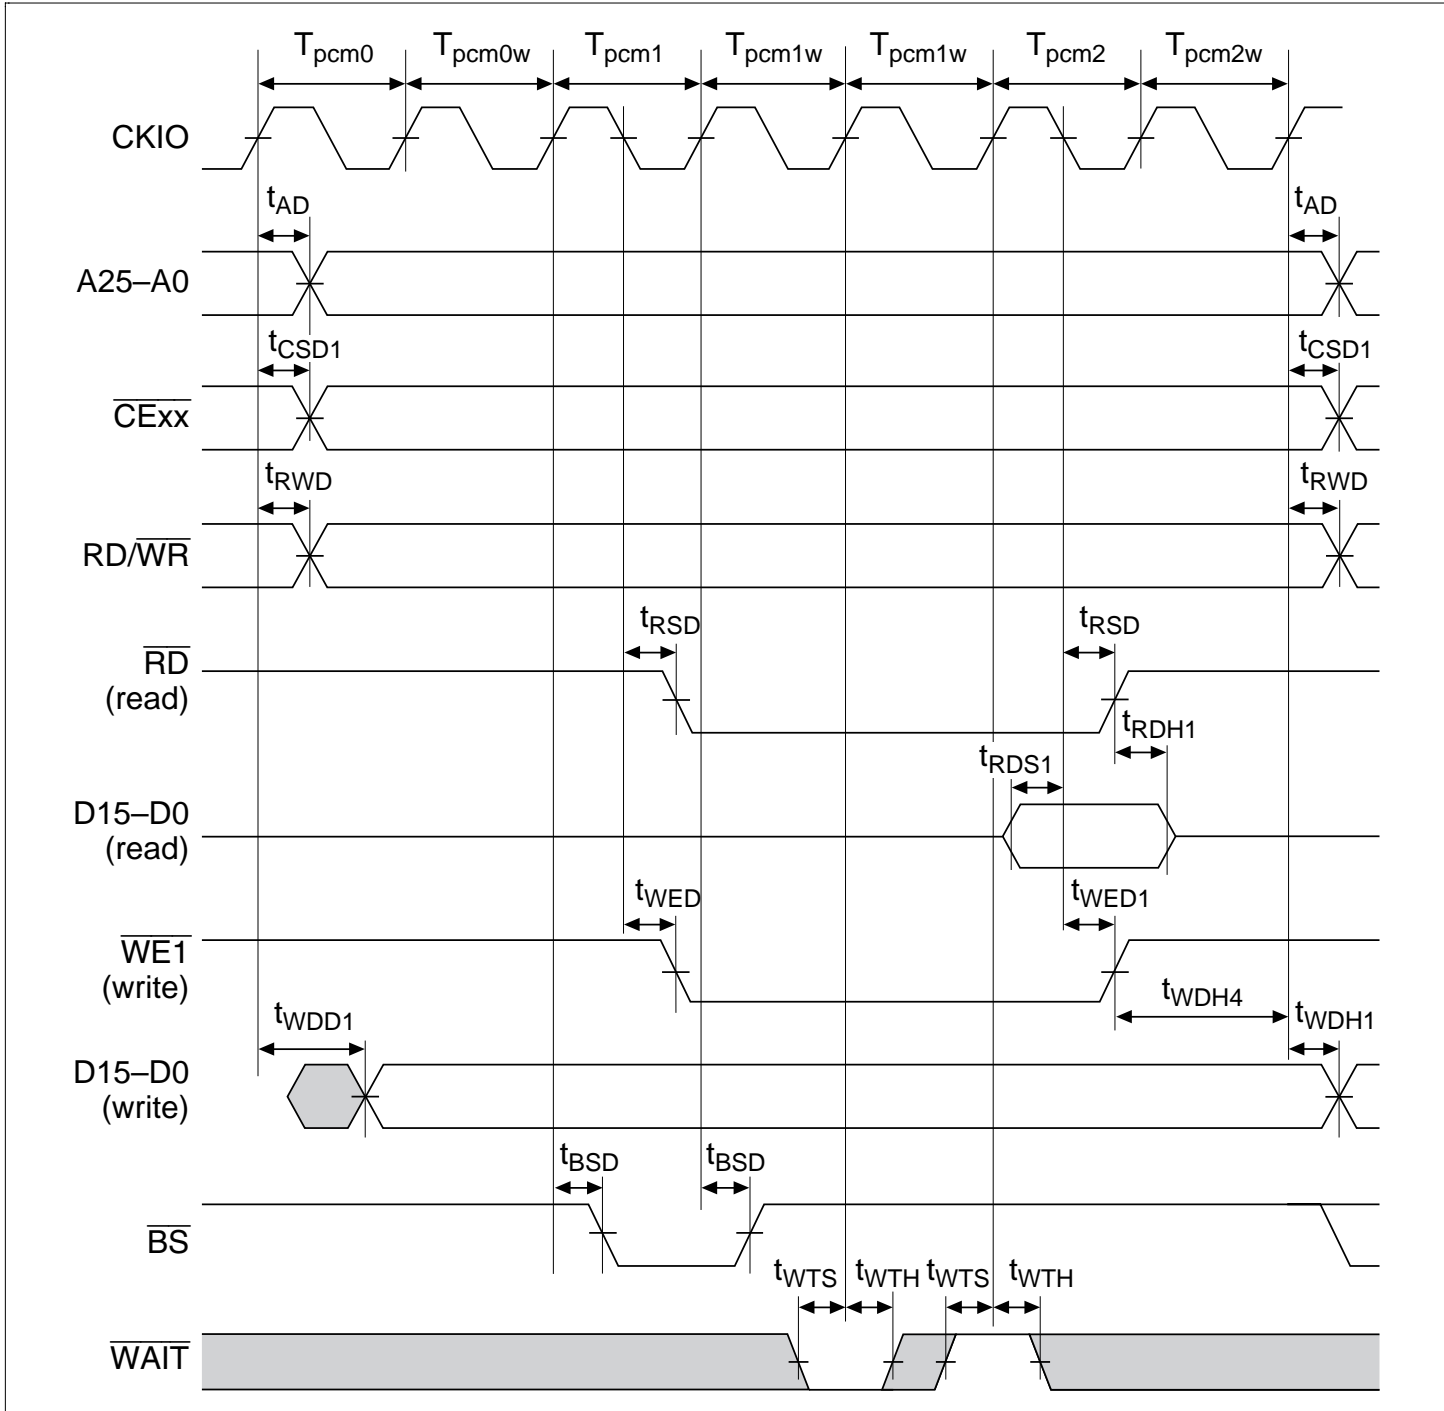 Tpcm0 Tpcm0w Tpcm1 Tpcm1w Tpcm1w Tpcm2 Tpcm2w
CKIO
tAD tAD
A25–A0
tCSD1 tCSD1
CExx
tRWD tRWD
RD/WR
tRSD tRSD
RD
(read)
tRDH1
tRDS1
D15–D0
(read)
tWED tWED1
WE1
(write)
tWDH4
tWDD1 tWDH1
D15–D0
(write)
tBSD tBSD
BS
tWTS tWTH tWTS tWTH
WAIT